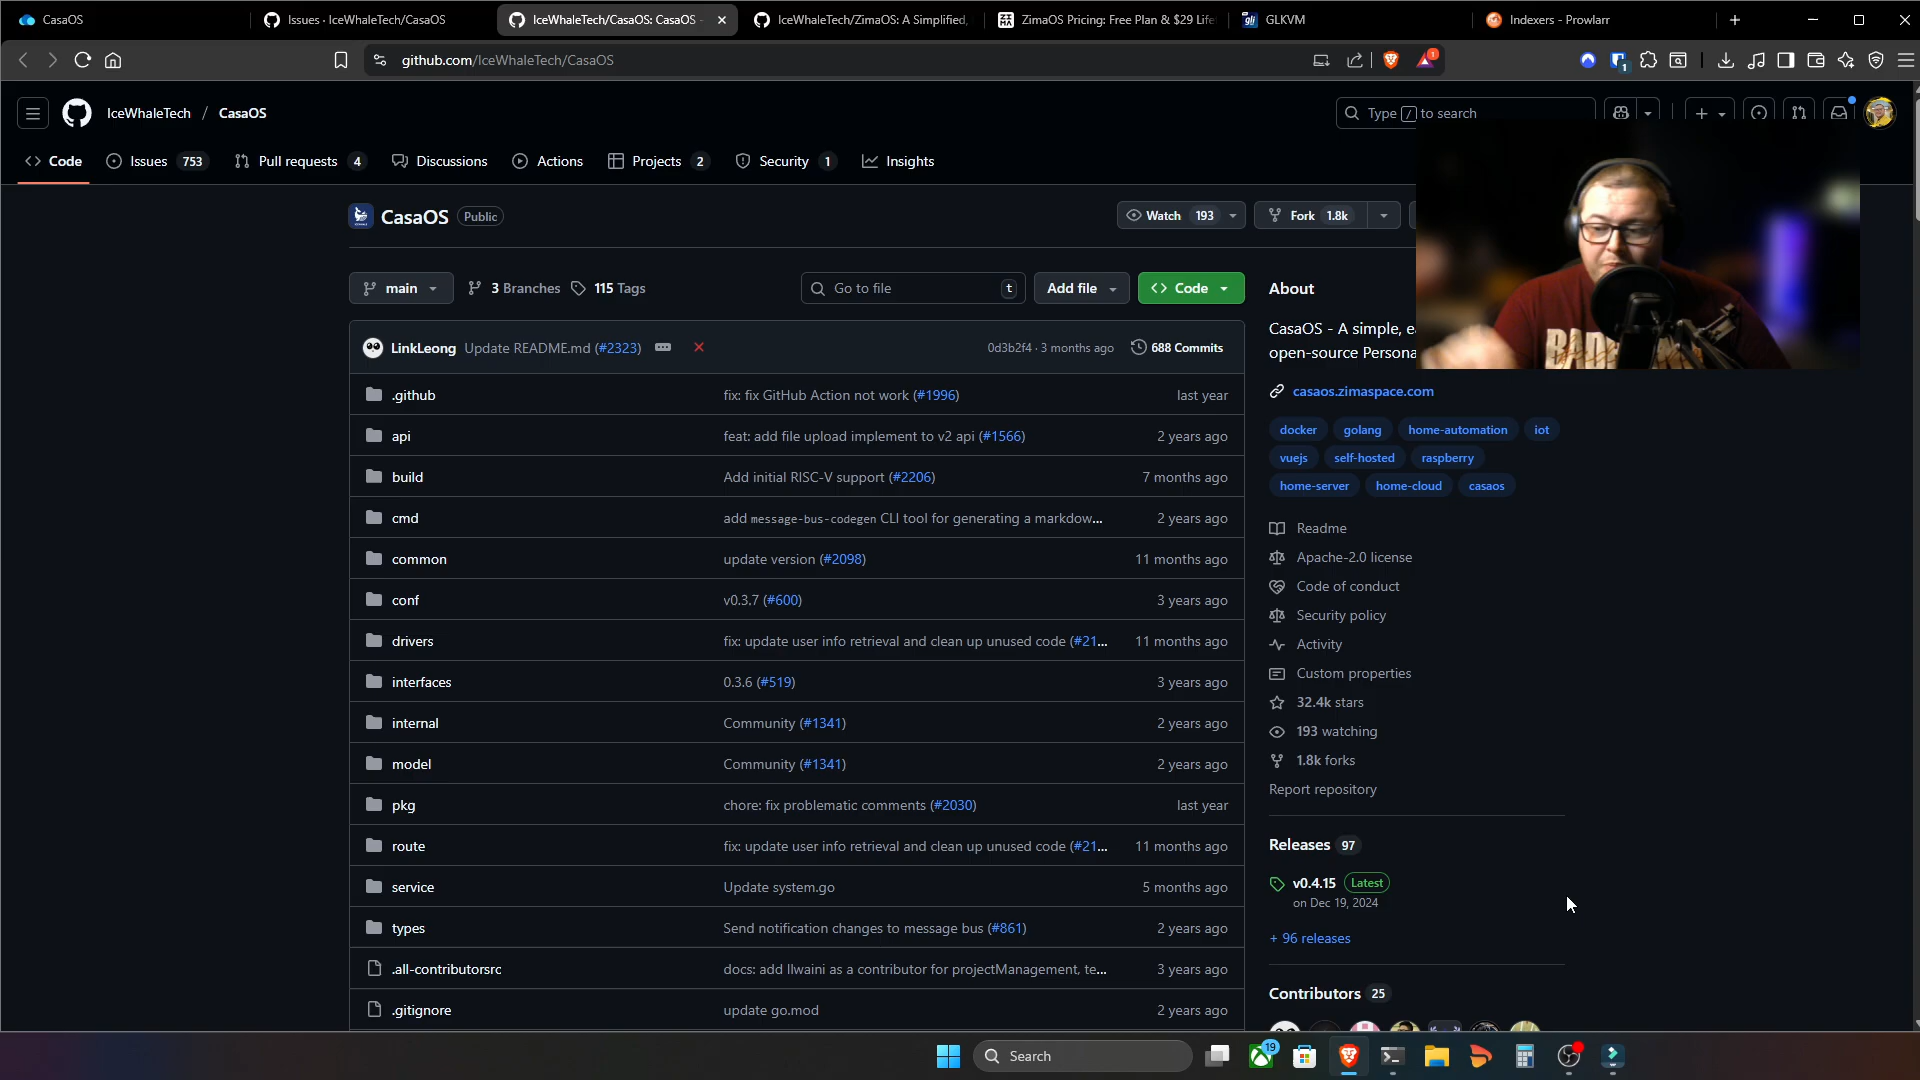 CasaOS
Issues · IceWhaleTech/CasaOS
IceWhaleTech/CasaOS: CasaOS -
IceWhaleTech/ZimaOS: A Simplified,
ZimaOS Pricing: Free Plan & $29 Life
GLKVM
Indexers - Prowlarr
github.com/IceWhaleTech/CasaOS
1
1
IceWhaleTech / CasaOS
Type / to search
Code
Issues 753
Pull requests 4
Discussions
Actions
Projects 2
Security 1
Insights
CasaOS Public
Watch 193
Fork 1.8k
main
3 Branches
115 Tags
Go to file t
Add file
Code
LinkLeong Update README.md (#2323)
0d3b2f4 · 3 months ago
688 Commits
.github fix: fix GitHub Action not work (#1996) last year
api feat: add file upload implement to v2 api (#1566) 2 years ago
build Add initial RISC-V support (#2206) 7 months ago
cmd add message-bus-codegen CLI tool for generating a markdow... 2 years ago
common update version (#2098) 11 months ago
conf v0.3.7 (#600) 3 years ago
drivers fix: update user info retrieval and clean up unused code (#21... 11 months ago
interfaces 0.3.6 (#519) 3 years ago
internal Community (#1341) 2 years ago
model Community (#1341) 2 years ago
pkg chore: fix problematic comments (#2030) last year
route fix: update user info retrieval and clean up unused code (#21... 11 months ago
service Update system.go 5 months ago
types Send notification changes to message bus (#861) 2 years ago
.all-contributorsrc docs: add llwaini as a contributor for projectManagement, te... 3 years ago
.gitignore update go.mod 2 years ago
About
CasaOS - A simple, e
open-source Persona
casaos.zimaspace.com
docker golang home-automation iot
vuejs self-hosted raspberry
home-server home-cloud casaos
Readme
Apache-2.0 license
Code of conduct
Security policy
Activity
Custom properties
32.4k stars
193 watching
1.8k forks
Report repository
Releases 97
v0.4.15 Latest
on Dec 19, 2024
+ 96 releases
Contributors 25
Search
19